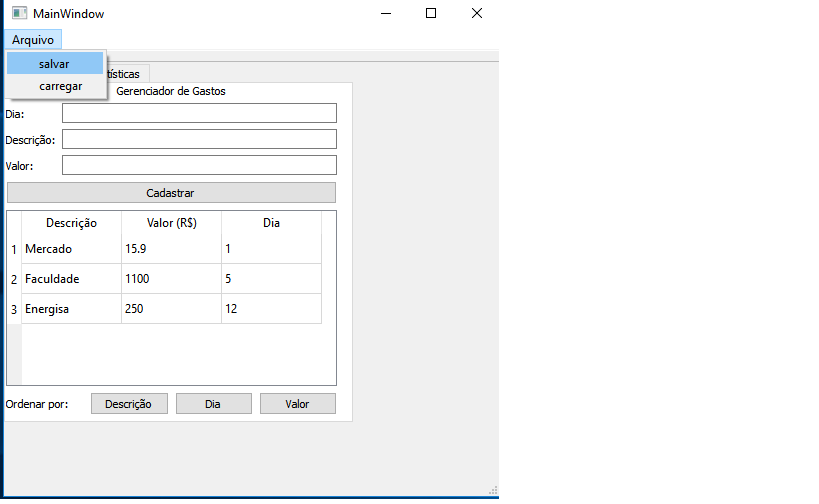 MainWindow
Arquivo
salvar
carregar
tísticas
Gerenciador de Gastos
Dia:
Descrição:
Valor:
Cadastrar
Descrição Valor (R$) Dia
1 Mercado 15.9 1
2 Faculdade 1100 5
3 Energisa 250 12
Ordenar por: Descrição Dia Valor